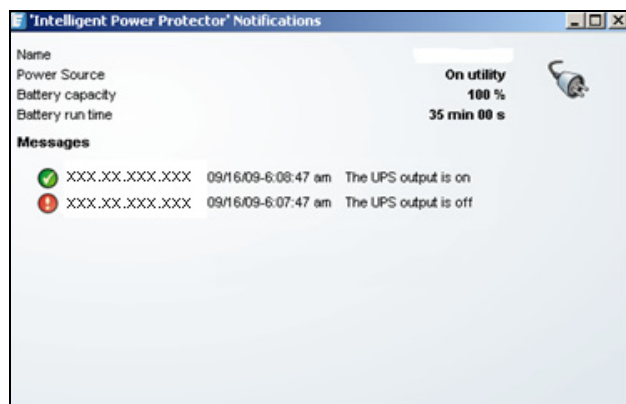 'Intelligent Power Protector' Notifications
Name
Power Source On utility
Battery capacity 100 %
Battery run time 35 min 00 s
Messages
XXX.XX.XXX.XXX 09/16/09-6:08:47 am The UPS output is on
XXX.XX.XXX.XXX 09/16/09-6:07:47 am The UPS output is off